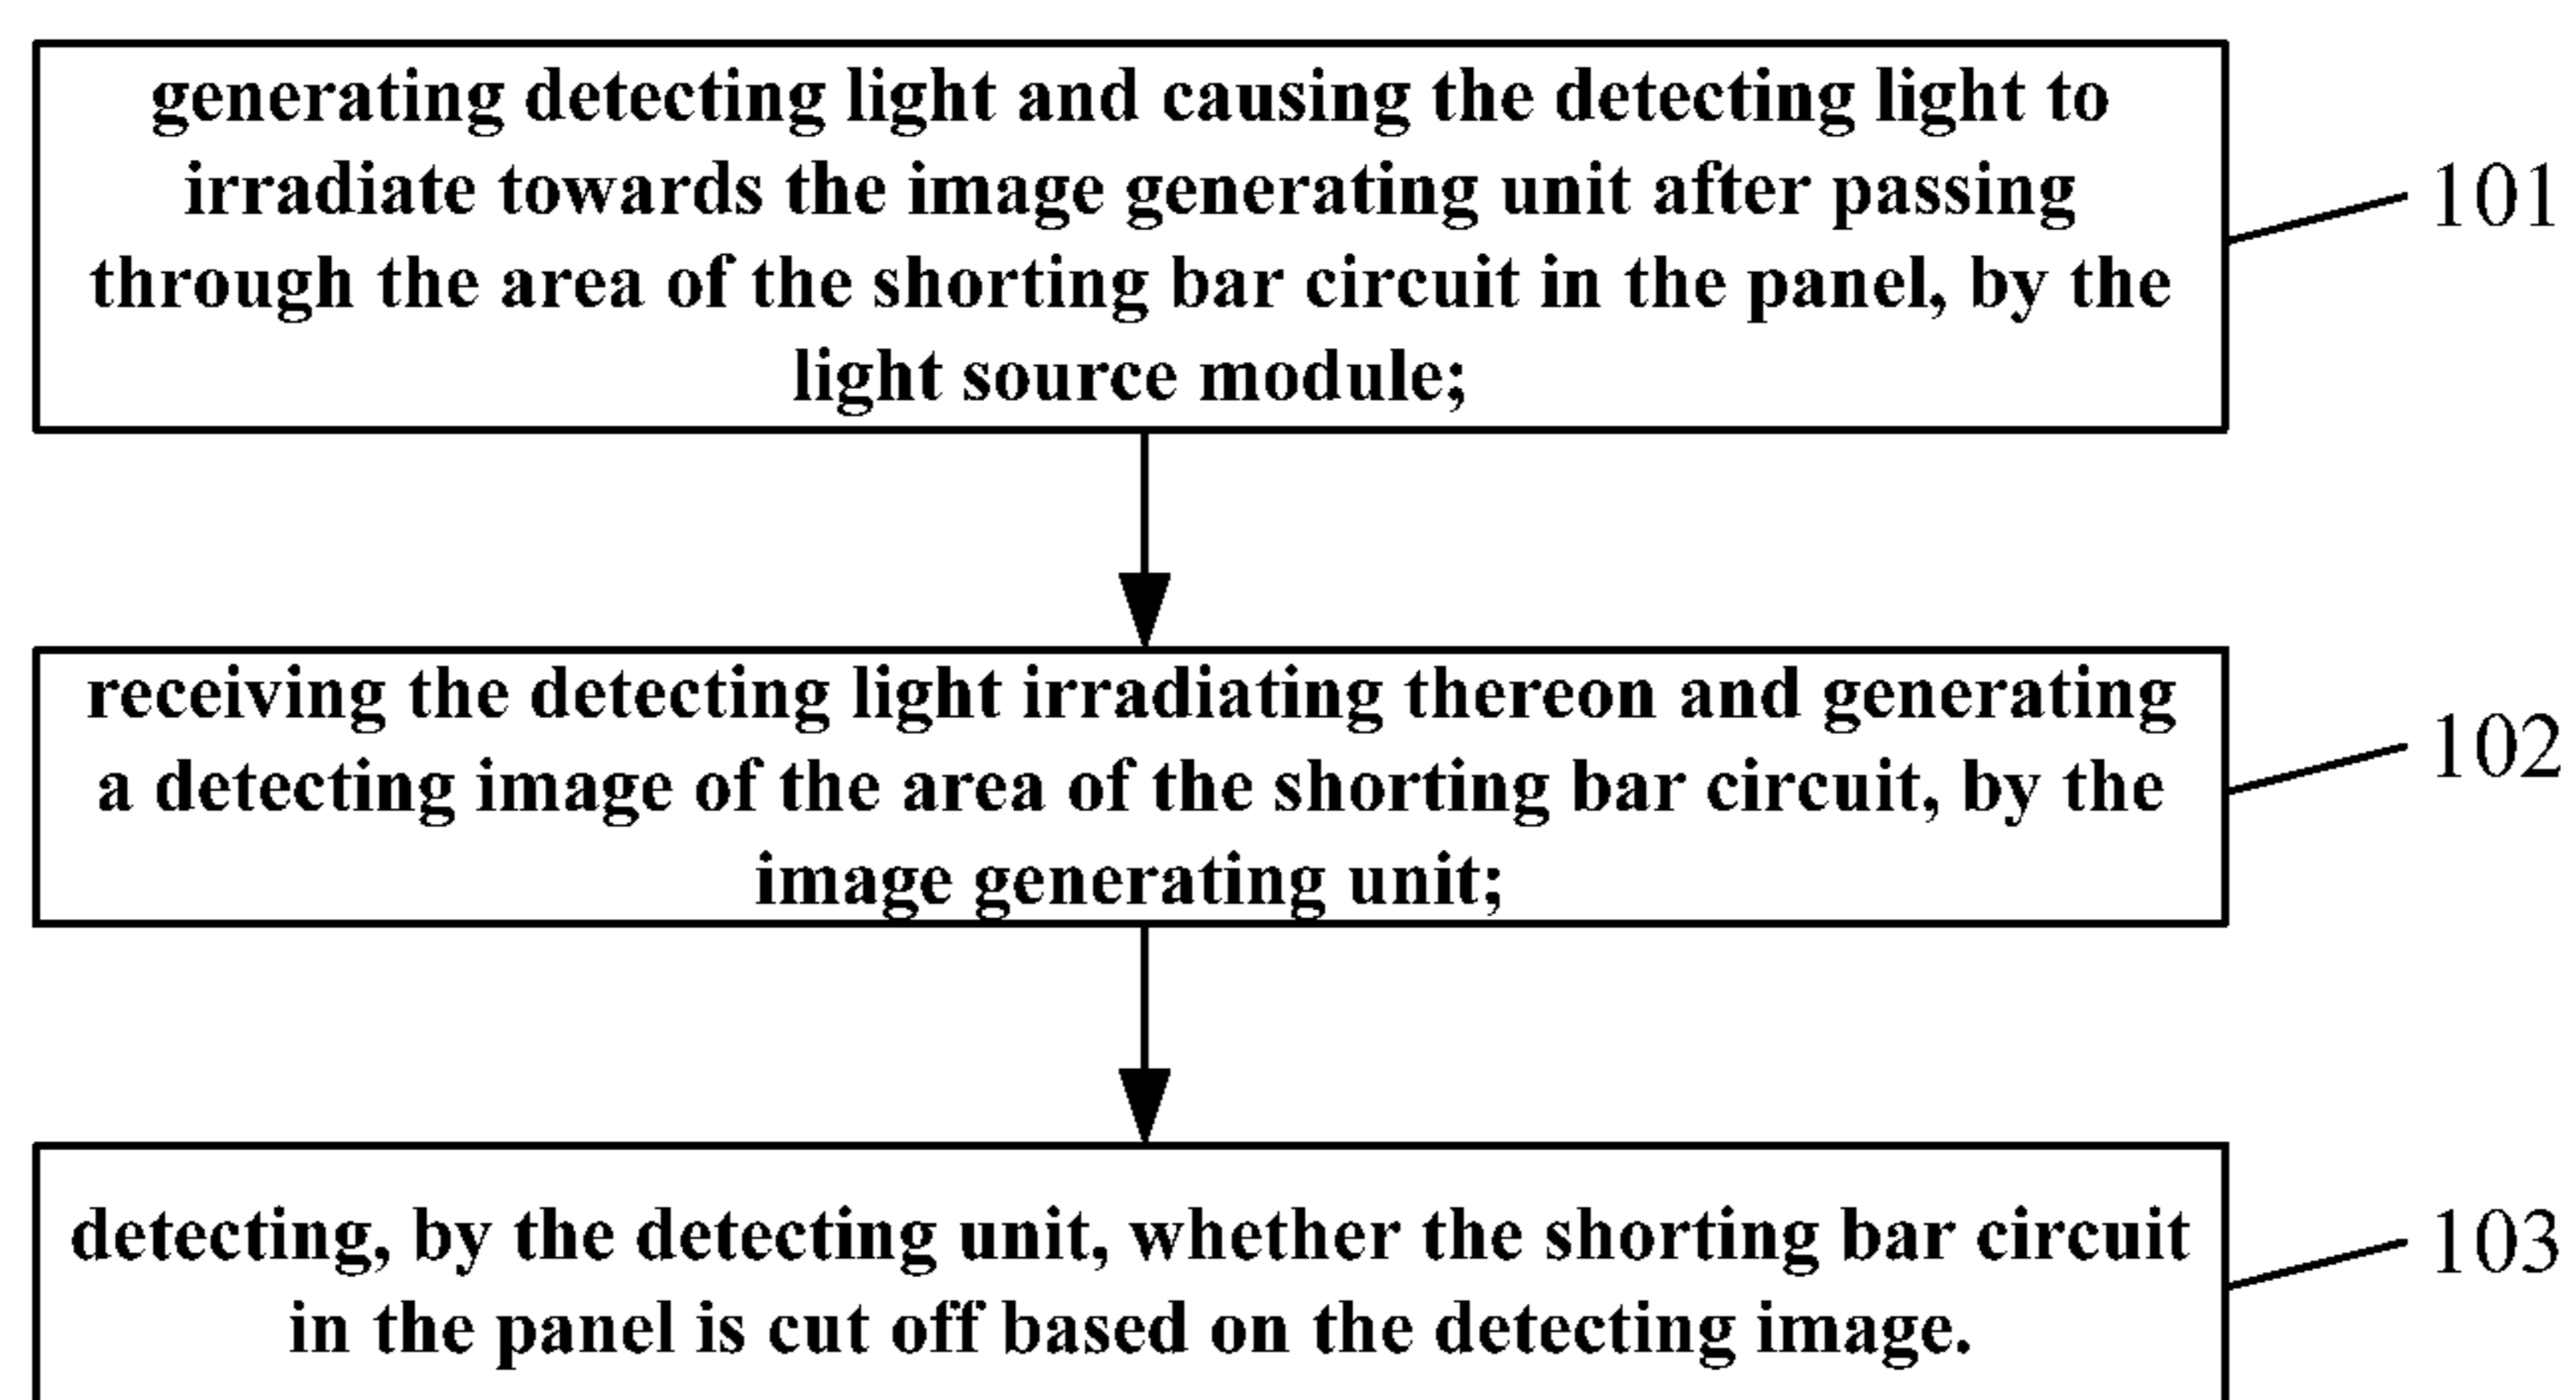 generating detecting light and causing the detecting light to
irradiate towards the image generating unit after passing
through the area of the shorting bar circuit in the panel, by the
light source module;
101
receiving the detecting light irradiating thereon and generating
a detecting image of the area of the shorting bar circuit, by the
image generating unit;
102
detecting, by the detecting unit, whether the shorting bar circuit
in the panel is cut off based on the detecting image.
103